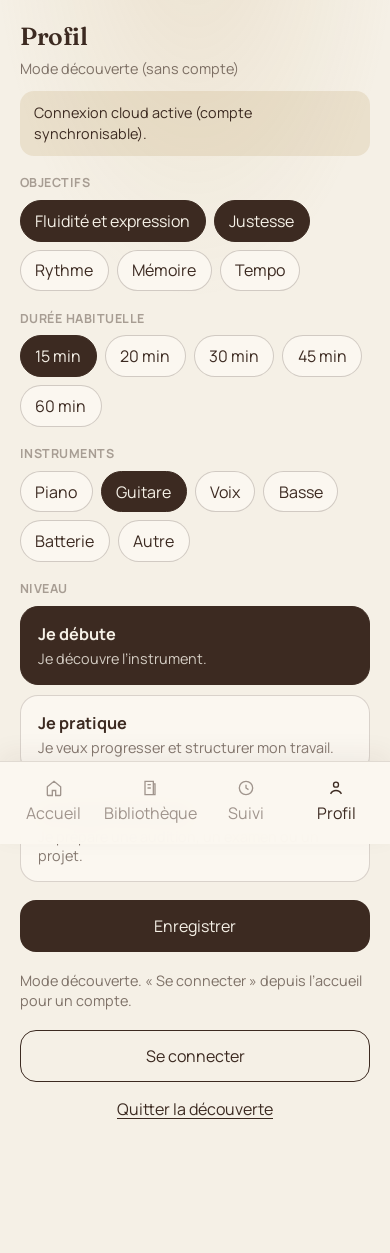 Profil
Mode découverte (sans compte)
Connexion cloud active (compte
synchronisable).
OBJECTIFS
Fluidité et expression
Justesse
Rythme
Mémoire
Tempo
DURÉE HABITUELLE
15 min
20 min
30 min
45 min
60 min
INSTRUMENTS
Piano
Guitare
Voix
Basse
Batterie
Autre
NIVEAU
Je débute
Je découvre l'instrument.
Je pratique
Je veux progresser et structurer mon travail.
Accueil
Bibliothèque
Suivi
Profil
projet.
Enregistrer
Mode découverte. « Se connecter » depuis l'accueil
pour un compte.
Se connecter
Quitter la découverte